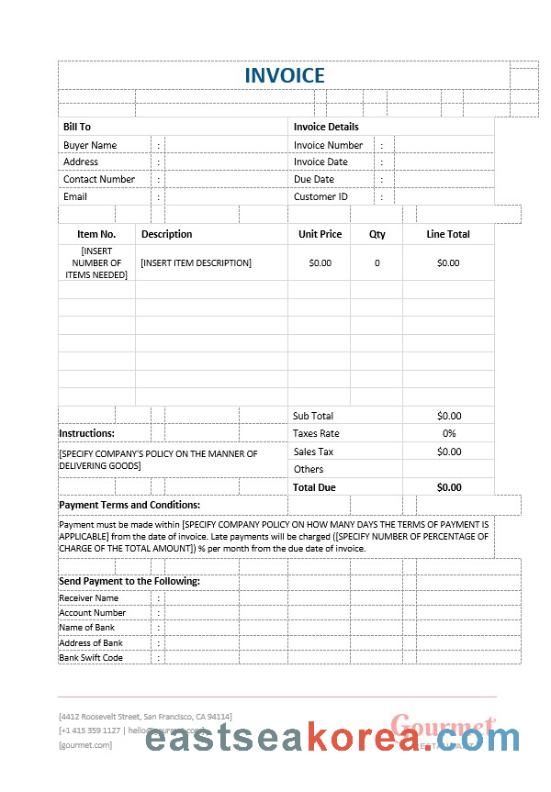 INVOICE
Bill To
Invoice Details
Buyer Name :
Invoice Number :
Address :
Invoice Date :
Contact Number :
Due Date :
Email :
Customer ID :
Item No. Description Unit Price Qty Line Total
[INSERT
NUMBER OF
ITEMS NEEDED]
[INSERT ITEM DESCRIPTION] $0.00 0 $0.00
Sub Total $0.00
Instructions:
Taxes Rate 0%
[SPECIFY COMPANY'S POLICY ON THE MANNER OF
DELIVERING GOODS]
Sales Tax $0.00
Others
Total Due $0.00
Payment Terms and Conditions:
Payment must be made within [SPECIFY COMPANY POLICY ON HOW MANY DAYS THE TERMS OF PAYMENT IS
APPLICABLE] from the date of invoice. Late payments will be charged ([SPECIFY NUMBER OF PERCENTAGE OF
CHARGE OF THE TOTAL AMOUNT]) % per month from the due date of invoice.
Send Payment to the Following:
Receiver Name :
Account Number :
Name of Bank :
Address of Bank :
Bank Swift Code :
[4412 Roosevelt Street, San Francisco, CA 94114]
[+1 415 359 1127 |
[gourmet.com]
Gourmet
eastseakorea.com